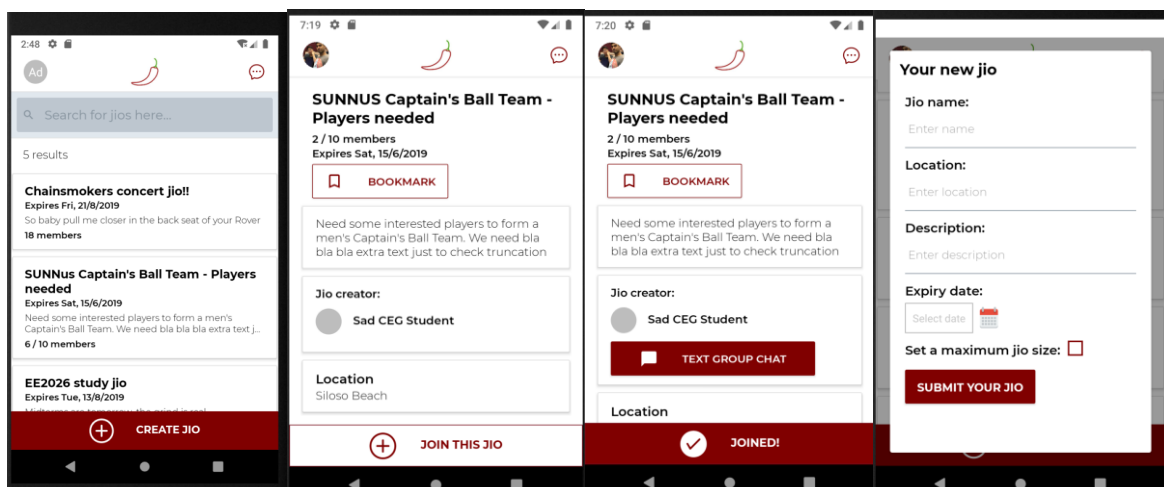 2:48
Ad
Search for jios here...
5 results
Chainsmokers concert jio!!
Expires Fri, 21/8/2019
So baby pull me closer in the back seat of your Rover
18 members
SUNNus Captain's Ball Team - Players
needed
Expires Sat, 15/6/2019
Need some interested players to form a men's
Captain's Ball Team. We need bla bla bla extra text j...
6 / 10 members
EE2026 study jio
Expires Tue, 13/8/2019
Midterms are tomorrow, the grind is real
CREATE JIO
7:19
SUNNUS Captain's Ball Team -
Players needed
2 / 10 members
Expires Sat, 15/6/2019
BOOKMARK
Need some interested players to form a
men's Captain's Ball Team. We need bla
bla bla extra text just to check truncation
Jio creator:
Sad CEG Student
Location
Siloso Beach
JOIN THIS JIO
7:20
SUNNUS Captain's Ball Team -
Players needed
2 / 10 members
Expires Sat, 15/6/2019
BOOKMARK
Need some interested players to form a
men's Captain's Ball Team. We need bla
bla bla extra text just to check truncation
Jio creator:
Sad CEG Student
TEXT GROUP CHAT
Location
JOINED!
Your new jio
Jio name:
Enter name
Location:
Enter location
Description:
Enter description
Expiry date:
Select date
Set a maximum jio size:
SUBMIT YOUR JIO